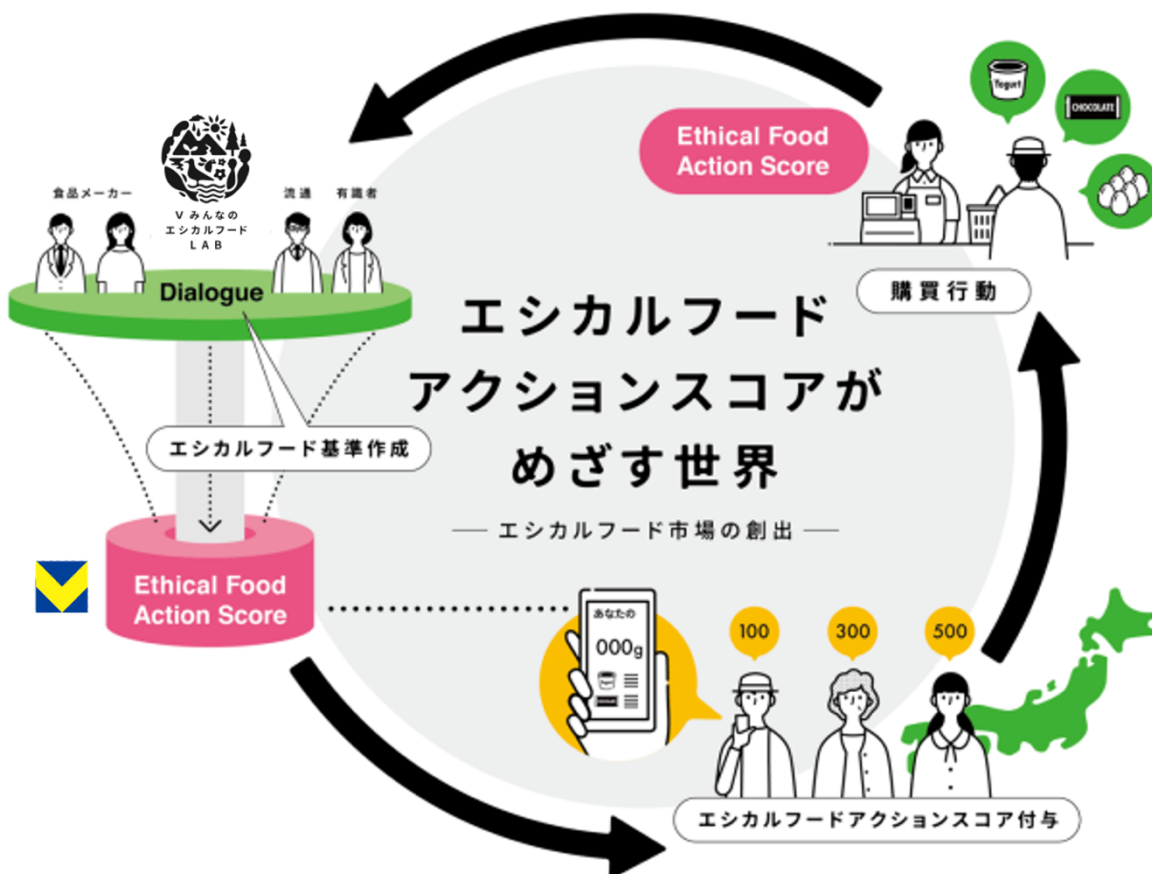 Ethical Food
Action Score
Yogurt
CHOCOLATE
購買行動
食品メーカー
V みんなの
エシカルフード
LAB
流通
有識者
Dialogue
エシカルフード基準作成
Ethical Food
Action Score
エシカルフード
アクションスコアが
めざす世界
エシカルフード市場の創出
あなたの
000g
100
300
500
エシカルフードアクションスコア付与